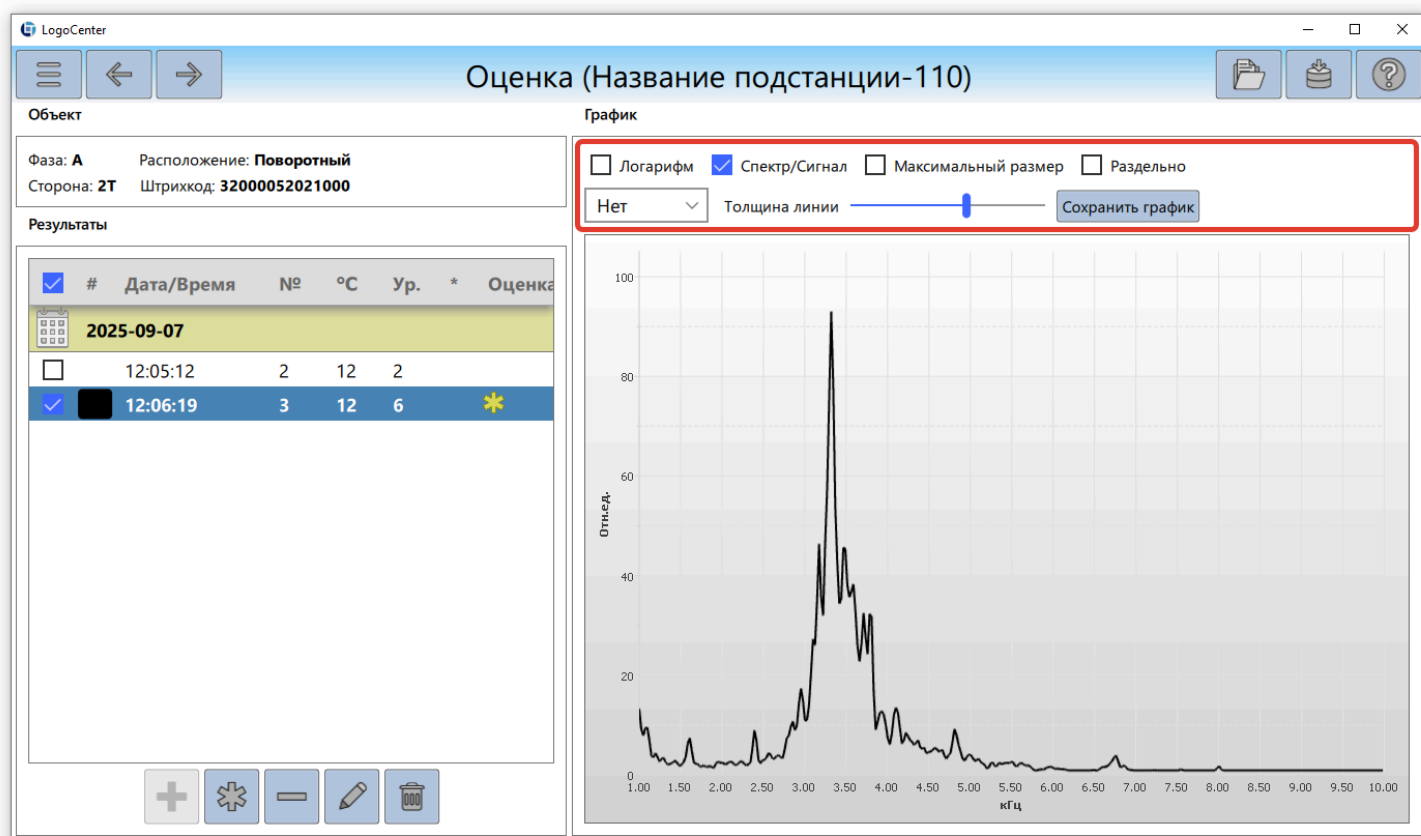 LogoCenter
Оценка (Название подстанции-110)
Объект
Фаза: А Расположение: Поворотный
Сторона: 2Т Штрихкод: 32000052021000
Результаты
# Дата/Время № °C Ур. * Оценка
2025-09-07
12:05:12 2 12 2
12:06:19 3 12 6
График
Логарифм Спектр/Сигнал Максимальный размер Раздельно
Нет Толщина линии Сохранить график
100
80
60
40
20
0
Отн.ед.
1.00 1.50 2.00 2.50 3.00 3.50 4.00 4.50 5.00 5.50 6.00 6.50 7.00 7.50 8.00 8.50 9.00 9.50 10.00
кГц